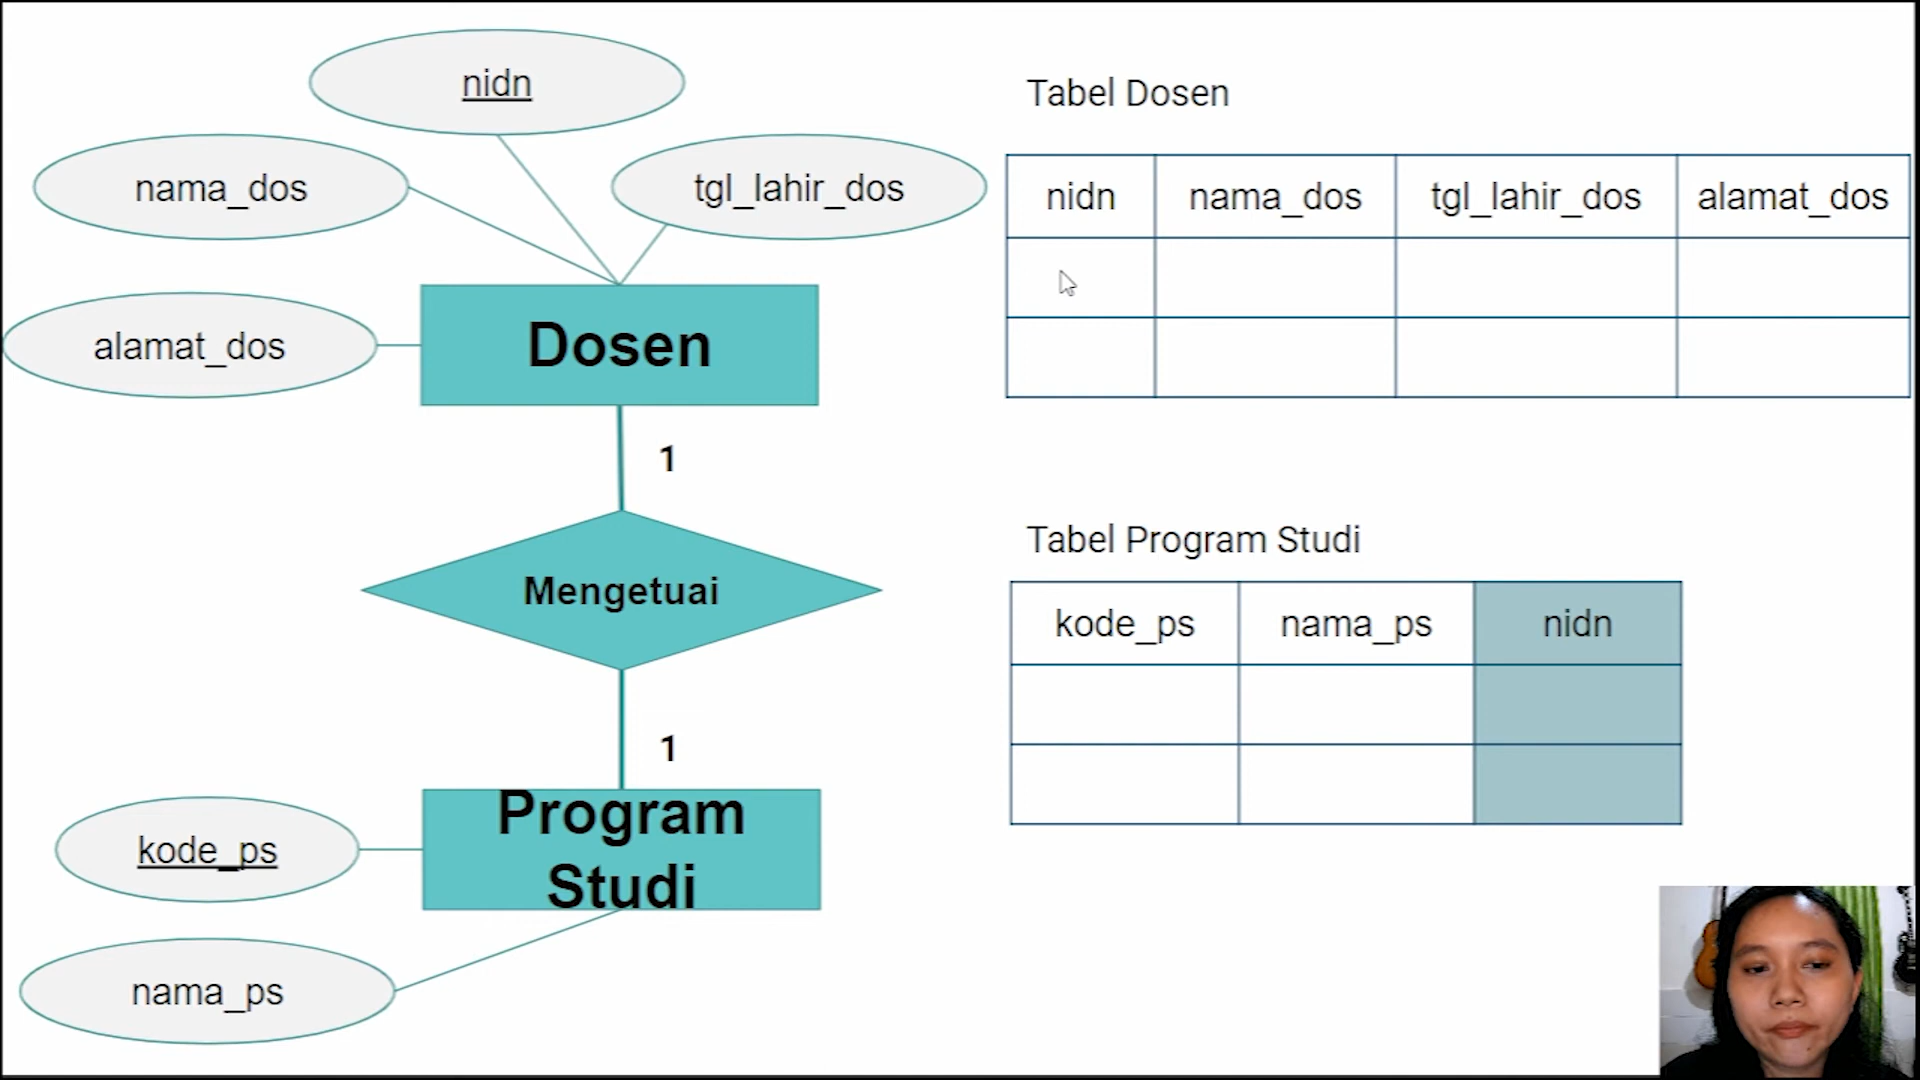 nidn
nama_dos
tgl_lahir_dos
alamat_dos
Dosen
1
Mengetuai
1
Program
Studi
kode_ps
nama_ps
Tabel Dosen
nidn nama_dos tgl_lahir_dos alamat_dos
Tabel Program Studi
kode_ps nama_ps nidn